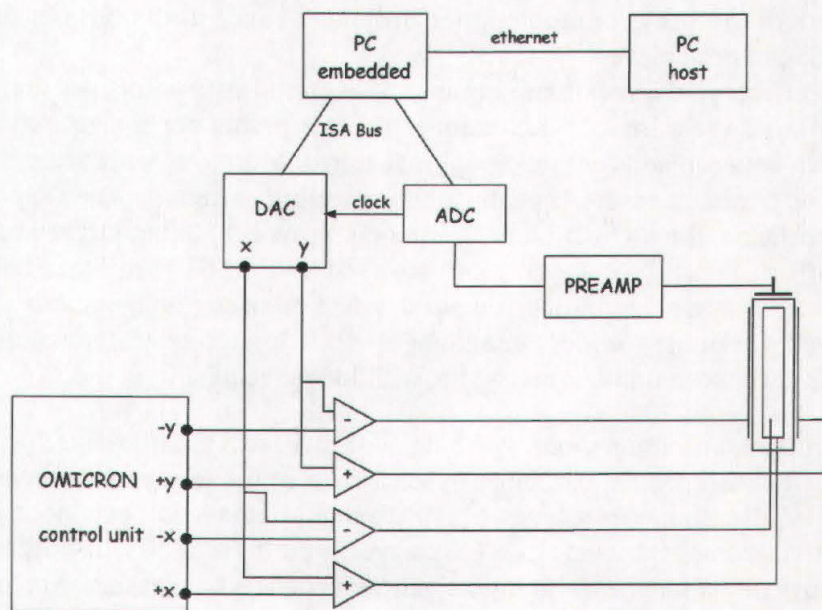 PC
embedded
ethernet
PC
host
ISA Bus
DAC
clock
ADC
x
y
PREAMP
-y
-
OMICRON
+y
+
control unit
-x
-
+x
+